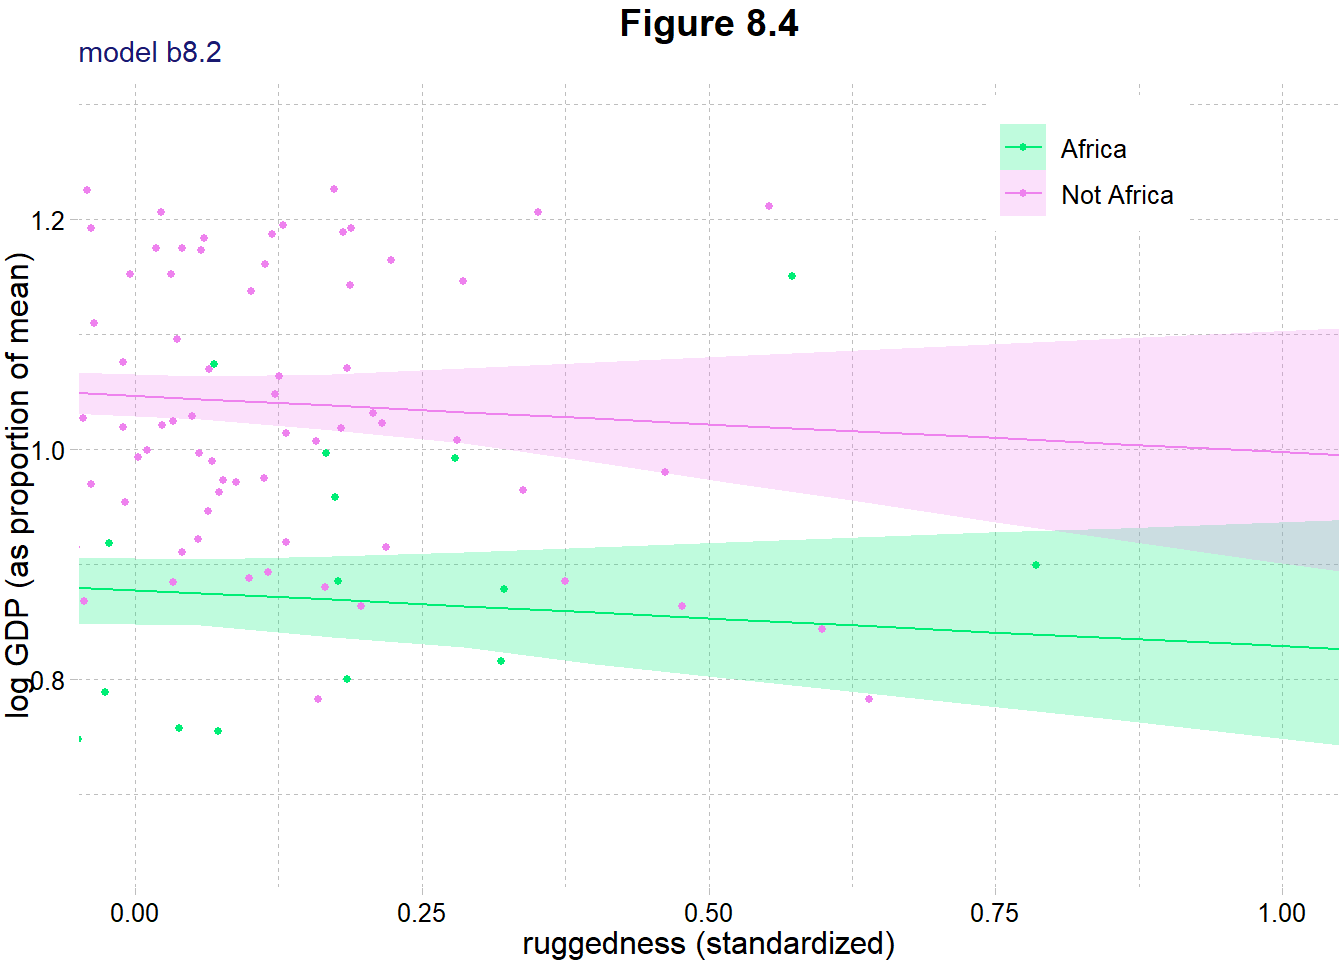 Figure 8.4
model b8.2
Africa
Not Africa
1.2
1.0
0.8
log GDP (as proportion of mean)
0.00 0.25 0.50 0.75 1.00
ruggedness (standardized)